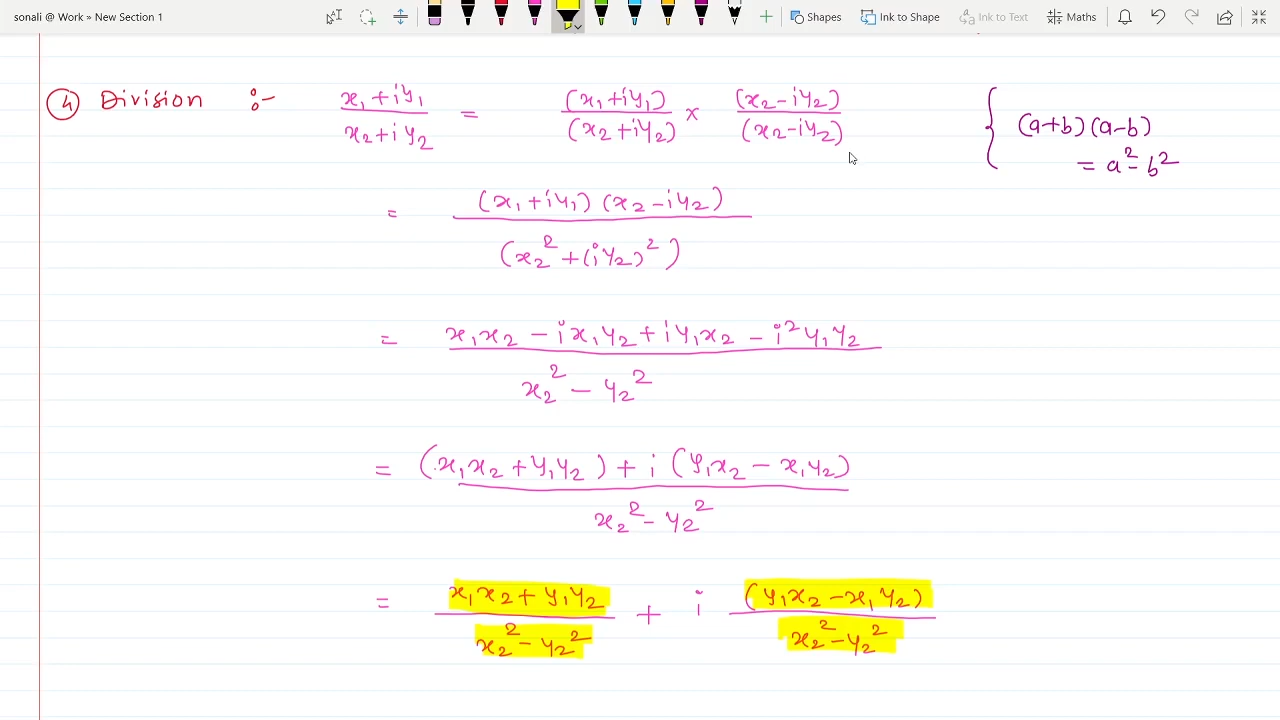 sonali @ Work » New Section 1
Shapes Ink to Shape Ink to Text Maths
4 Division :- x₁+iy₁/x₂+iy₂ = (x₁+iy₁)/(x₂+iy₂) × (x₂-iy₂)/(x₂-iy₂) { (a+b)(a-b)
= a²-b²
= (x₁+iy₁)(x₂-iy₂)/(x₂²+(iy₂)²)
= x₁x₂ - ix₁y₂ + iy₁x₂ - i²y₁y₂/x₂² - y₂²
= (x₁x₂ + y₁y₂) + i (y₁x₂ - x₁y₂)/x₂² - y₂²
= x₁x₂ + y₁y₂/x₂² - y₂² + i (y₁x₂ - x₁y₂)/x₂² - y₂²